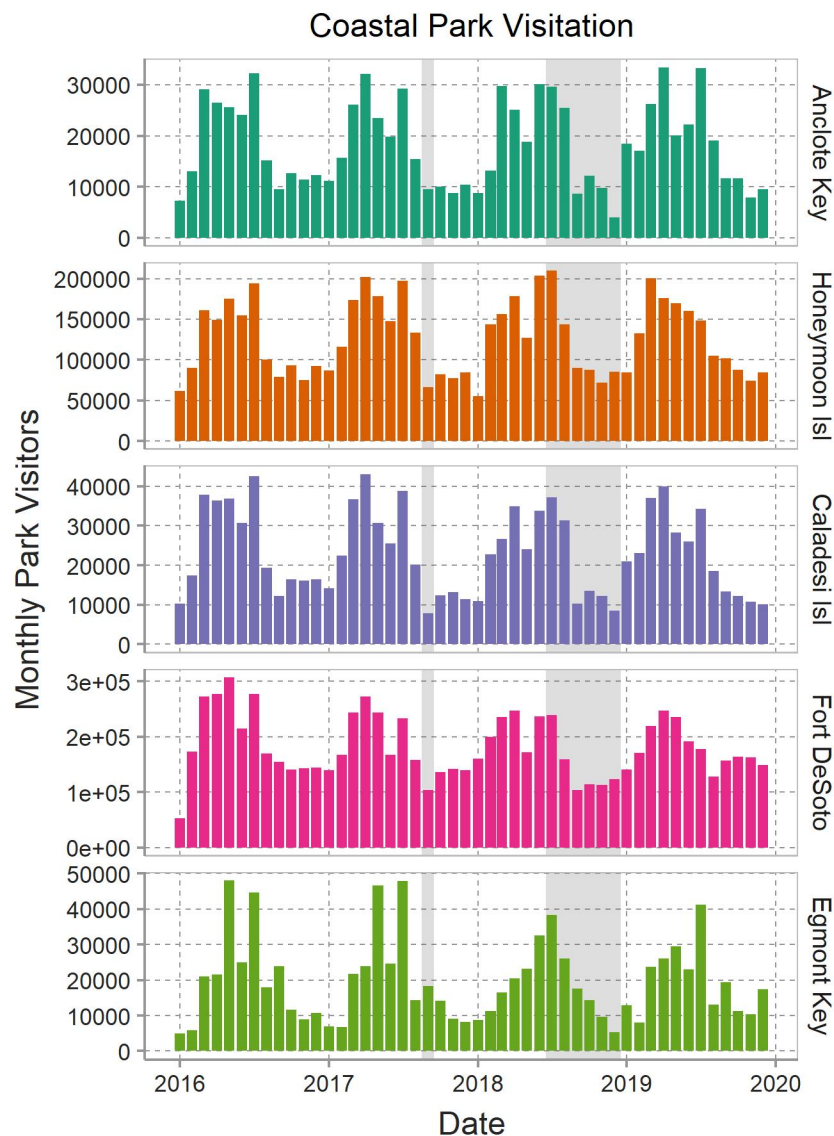 Coastal Park Visitation
Monthly Park Visitors
30000
20000
10000
0
Anclote Key
200000
150000
100000
50000
0
Honeymoon Isl
40000
30000
20000
10000
0
Caladesi Isl
3e+05
2e+05
1e+05
0e+00
Fort DeSoto
50000
40000
30000
20000
10000
0
Egmont Key
2016 2017 2018 2019 2020
Date